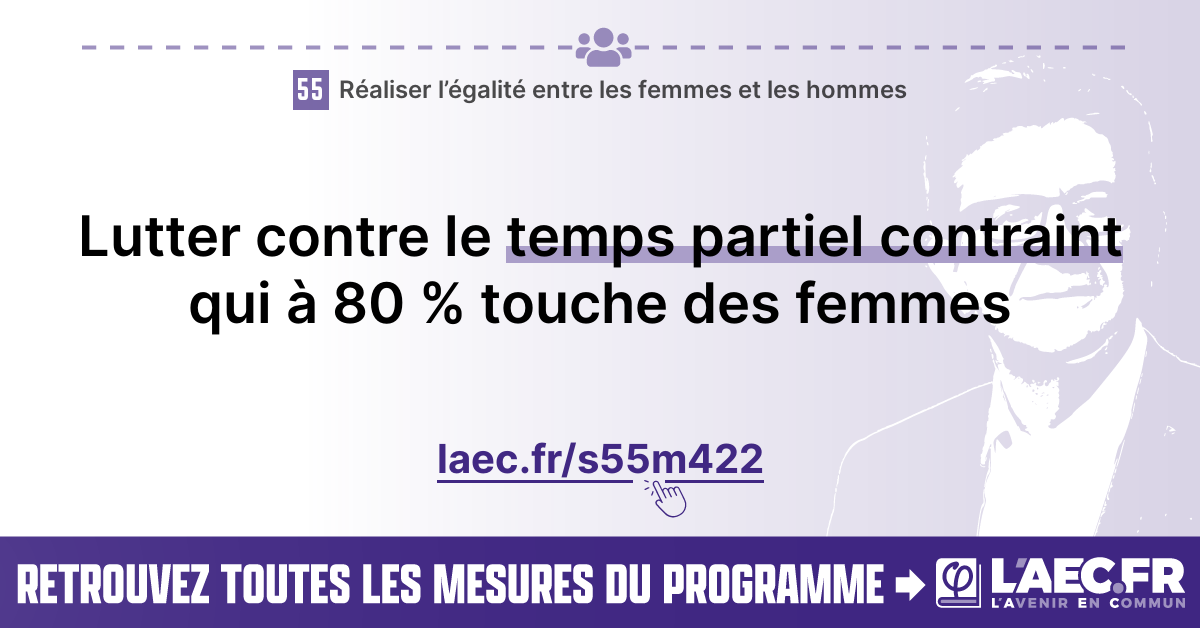 55 Réaliser l’égalité entre les femmes et les hommes
Lutter contre le temps partiel contraint
qui à 80 % touche des femmes
laec.fr/s55m422
RETROUVEZ TOUTES LES MESURES DU PROGRAMME
φ L'AEC.FR
L'AVENIR EN COMMUN